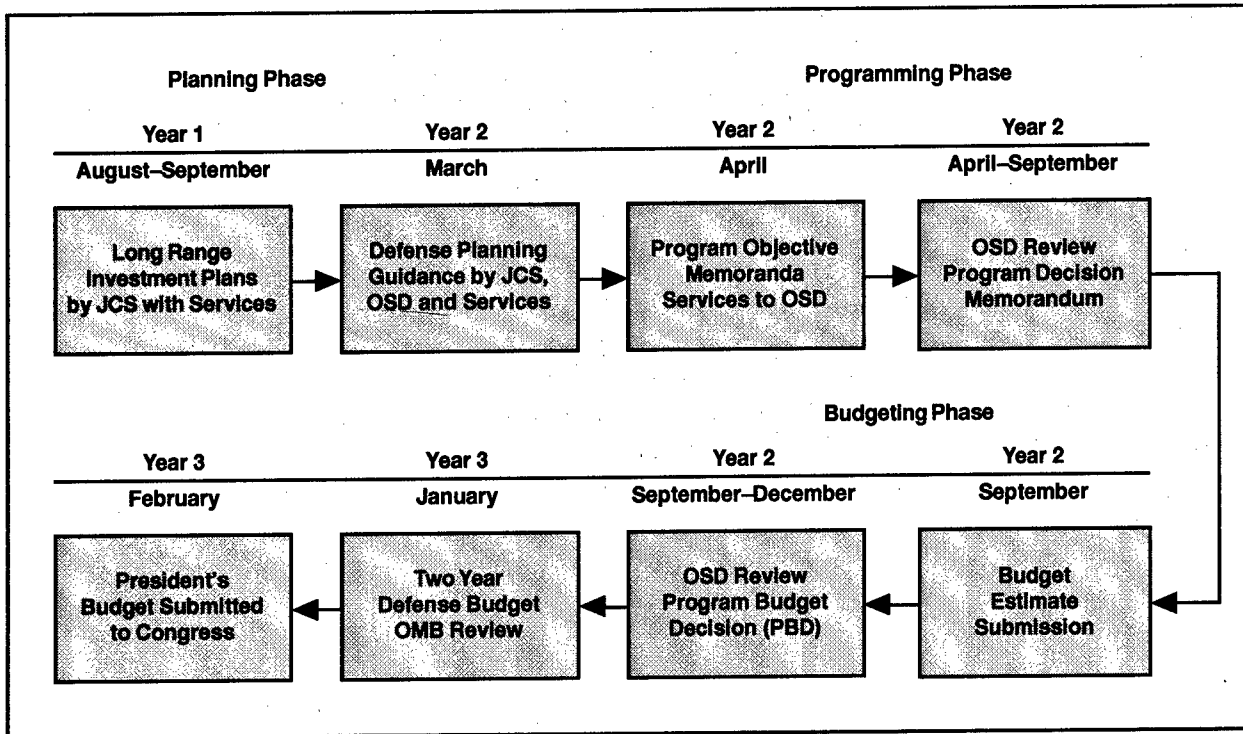 Planning Phase
Programming Phase
Year 1
Year 2
Year 2
Year 2
August–September
March
April
April–September
Long Range
Investment Plans
by JCS with Services
Defense Planning
Guidance by JCS,
OSD and Services
Program Objective
Memoranda
Services to OSD
OSD Review
Program Decision
Memorandum
Budgeting Phase
Year 3
Year 3
Year 2
Year 2
February
January
September–December
September
President's
Budget Submitted
to Congress
Two Year
Defense Budget
OMB Review
OSD Review
Program Budget
Decision (PBD)
Budget
Estimate
Submission